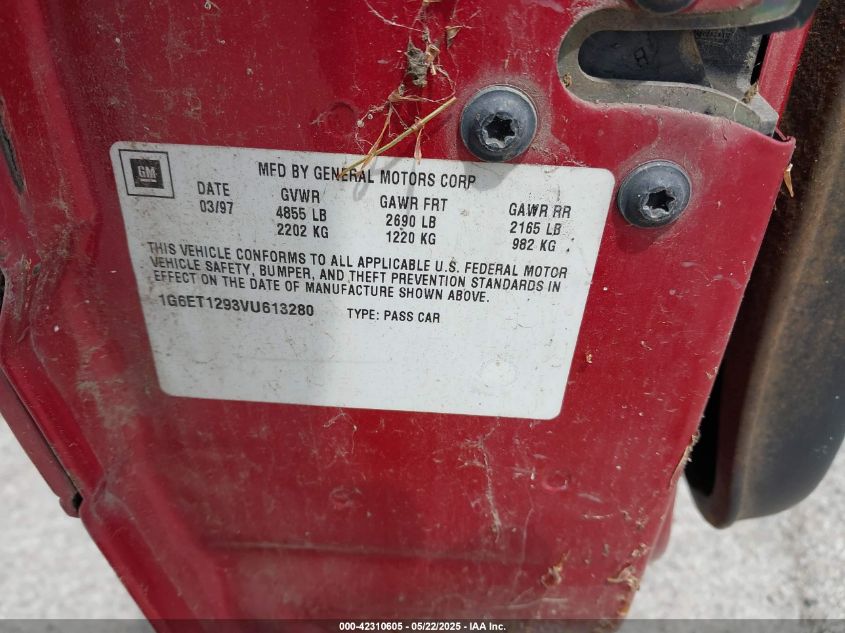 GM
MFD BY GENERAL MOTORS CORP
DATE GVWR GAWR FRT GAWR RR
03/97 4855 LB 2690 LB 2165 LB
2202 KG 1220 KG 982 KG
THIS VEHICLE CONFORMS TO ALL APPLICABLE U.S. FEDERAL MOTOR
VEHICLE SAFETY, BUMPER, AND THEFT PREVENTION STANDARDS IN
EFFECT ON THE DATE OF MANUFACTURE SHOWN ABOVE.
1G6ET1293VU613280 TYPE: PASS CAR
000-42310605 - 05/22/2025 - IAA Inc.